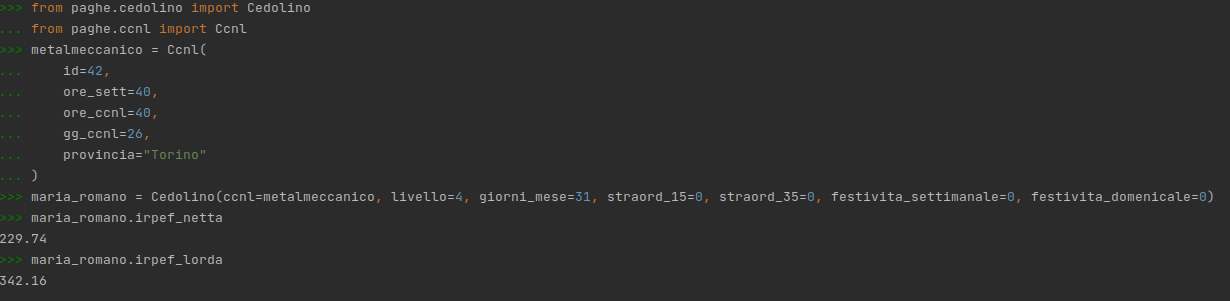 >>> from paghe.cedolino import Cedolino
... from paghe.ccnl import Ccnl
>>> metalmeccanico = Ccnl(
...     id=42,
...     ore_sett=40,
...     ore_ccnl=40,
...     gg_ccnl=26,
...     provincia="Torino"
... )
>>> maria_romano = Cedolino(ccnl=metalmeccanico, livello=4, giorni_mese=31, straord_15=0, straord_35=0, festivita_settimanale=0, festivita_domenicale=0)
>>> maria_romano.irpef_netta
229.74
>>> maria_romano.irpef_lorda
342.16